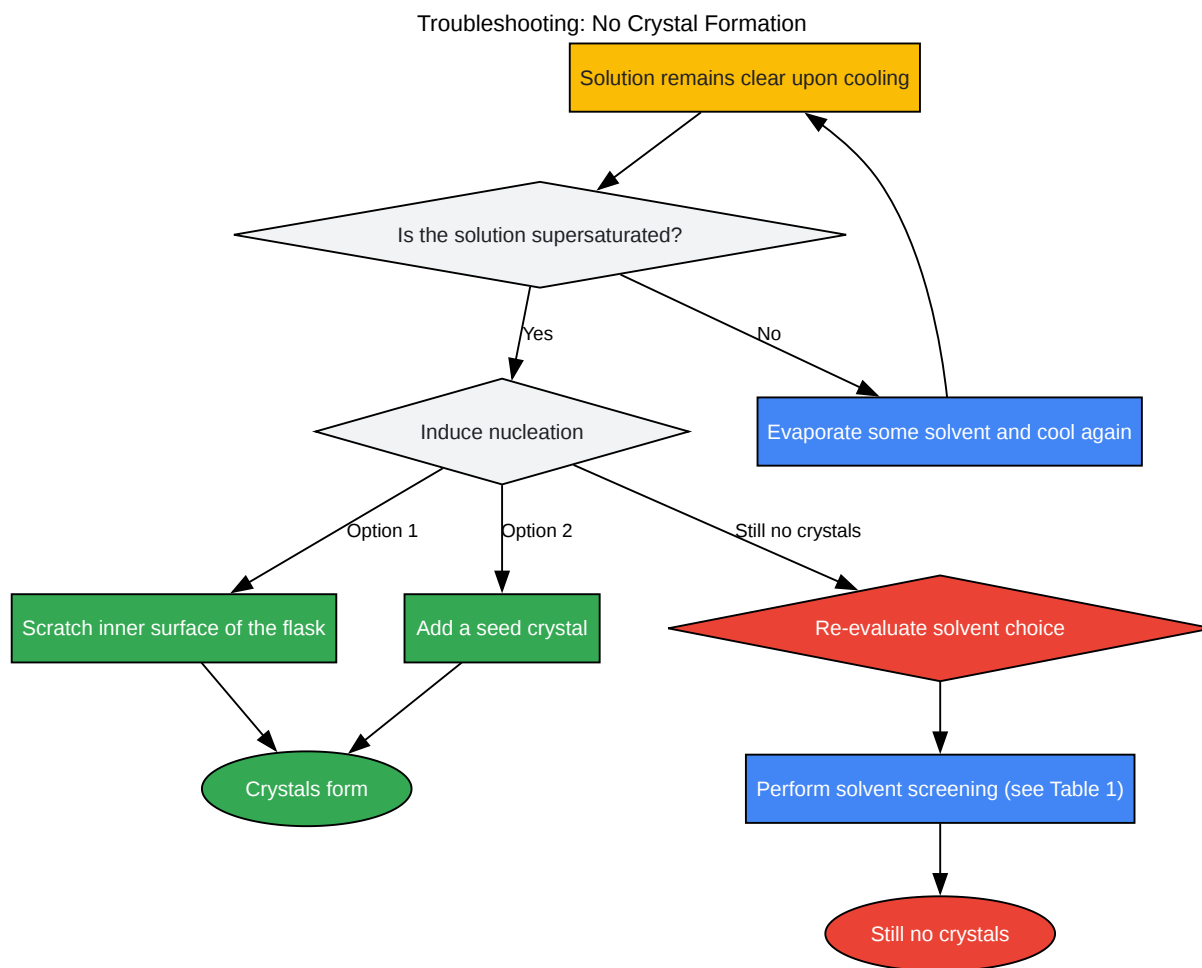 Troubleshooting: No Crystal Formation
Solution remains clear upon cooling
Is the solution supersaturated?
Yes
No
Induce nucleation
Evaporate some solvent and cool again
Option 1
Option 2
Still no crystals
Scratch inner surface of the flask
Add a seed crystal
Re-evaluate solvent choice
Crystals form
Perform solvent screening (see Table 1)
Still no crystals